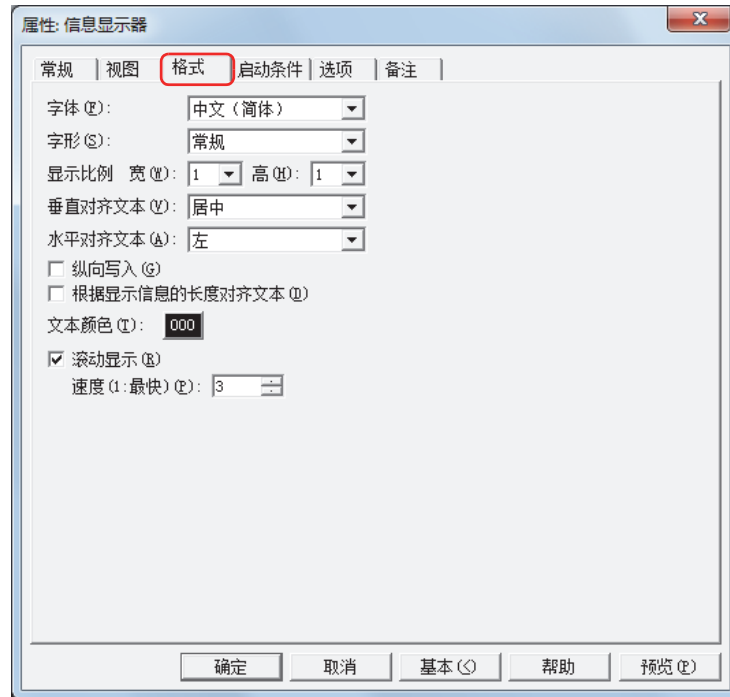 属性: 信息显示器
常规 视图 格式 启动条件 选项 备注
字体(F): 中文(简体)
字形(S): 常规
显示比例 宽(W): 1 高(H): 1
垂直对齐文本(V): 居中
水平对齐文本(A): 左
纵向写入(G)
根据显示信息的长度对齐文本(D)
文本颜色(T): 000
滚动显示(R)
速度(1:最快)(P): 3
确定 取消 基本(<) 帮助 预览(P)